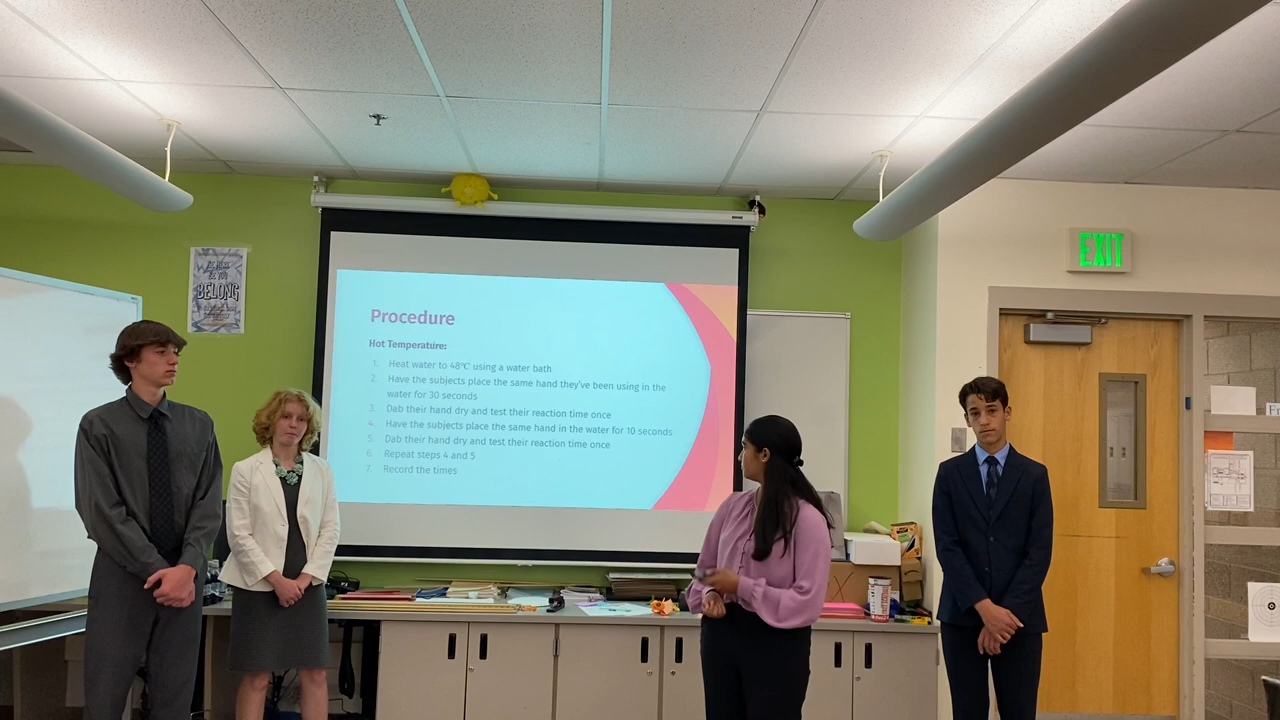 AS YOU
BELONG
EXIT
Procedure
Hot Temperature:
1. Heat water to 48°C using a water bath
2. Have the subjects place the same hand they've been using in the
water for 30 seconds
3. Dab their hand dry and test their reaction time once
4. Have the subjects place the same hand in the water for 10 seconds
5. Dab their hand dry and test their reaction time once
6. Repeat steps 4 and 5
7. Record the times